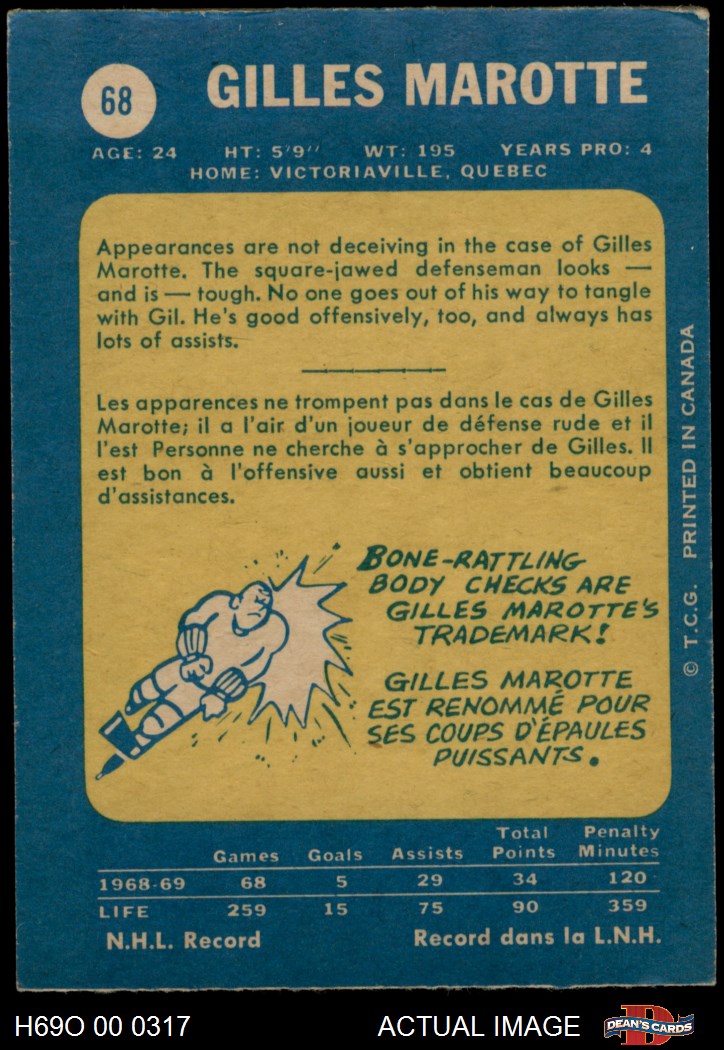 68
GILLES MAROTTE
AGE: 24 HT: 5'9'' WT: 195 YEARS PRO: 4
HOME: VICTORIAVILLE, QUEBEC
Appearances are not deceiving in the case of Gilles
Marotte. The square-jawed defenseman looks —
and is — tough. No one goes out of his way to tangle
with Gil. He's good offensively, too, and always has
lots of assists.
Les apparences ne trompent pas dans le cas de Gilles
Marotte; il a l'air d'un joueur de défense rude et il
l'est Personne ne cherche à s'approcher de Gilles. Il
est bon à l'offensive aussi et obtient beaucoup
d'assistances.
BONE-RATTLING
BODY CHECKS ARE
GILLES MAROTTE'S
TRADEMARK!
GILLES MAROTTE
EST RENOMMÉ POUR
SES COUPS D'ÉPAULES
PUISSANTS.
© T.C.G. PRINTED IN CANADA
Games Goals Assists Total Points Penalty Minutes
1968-69 68 5 29 34 120
LIFE 259 15 75 90 359
N.H.L. Record Record dans la L.N.H.
H69O 00 0317 ACTUAL IMAGE DEAN'S CARDS